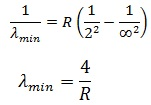 1/λ_min = R (1/2² − 1/∞²)
λ_min = 4/R